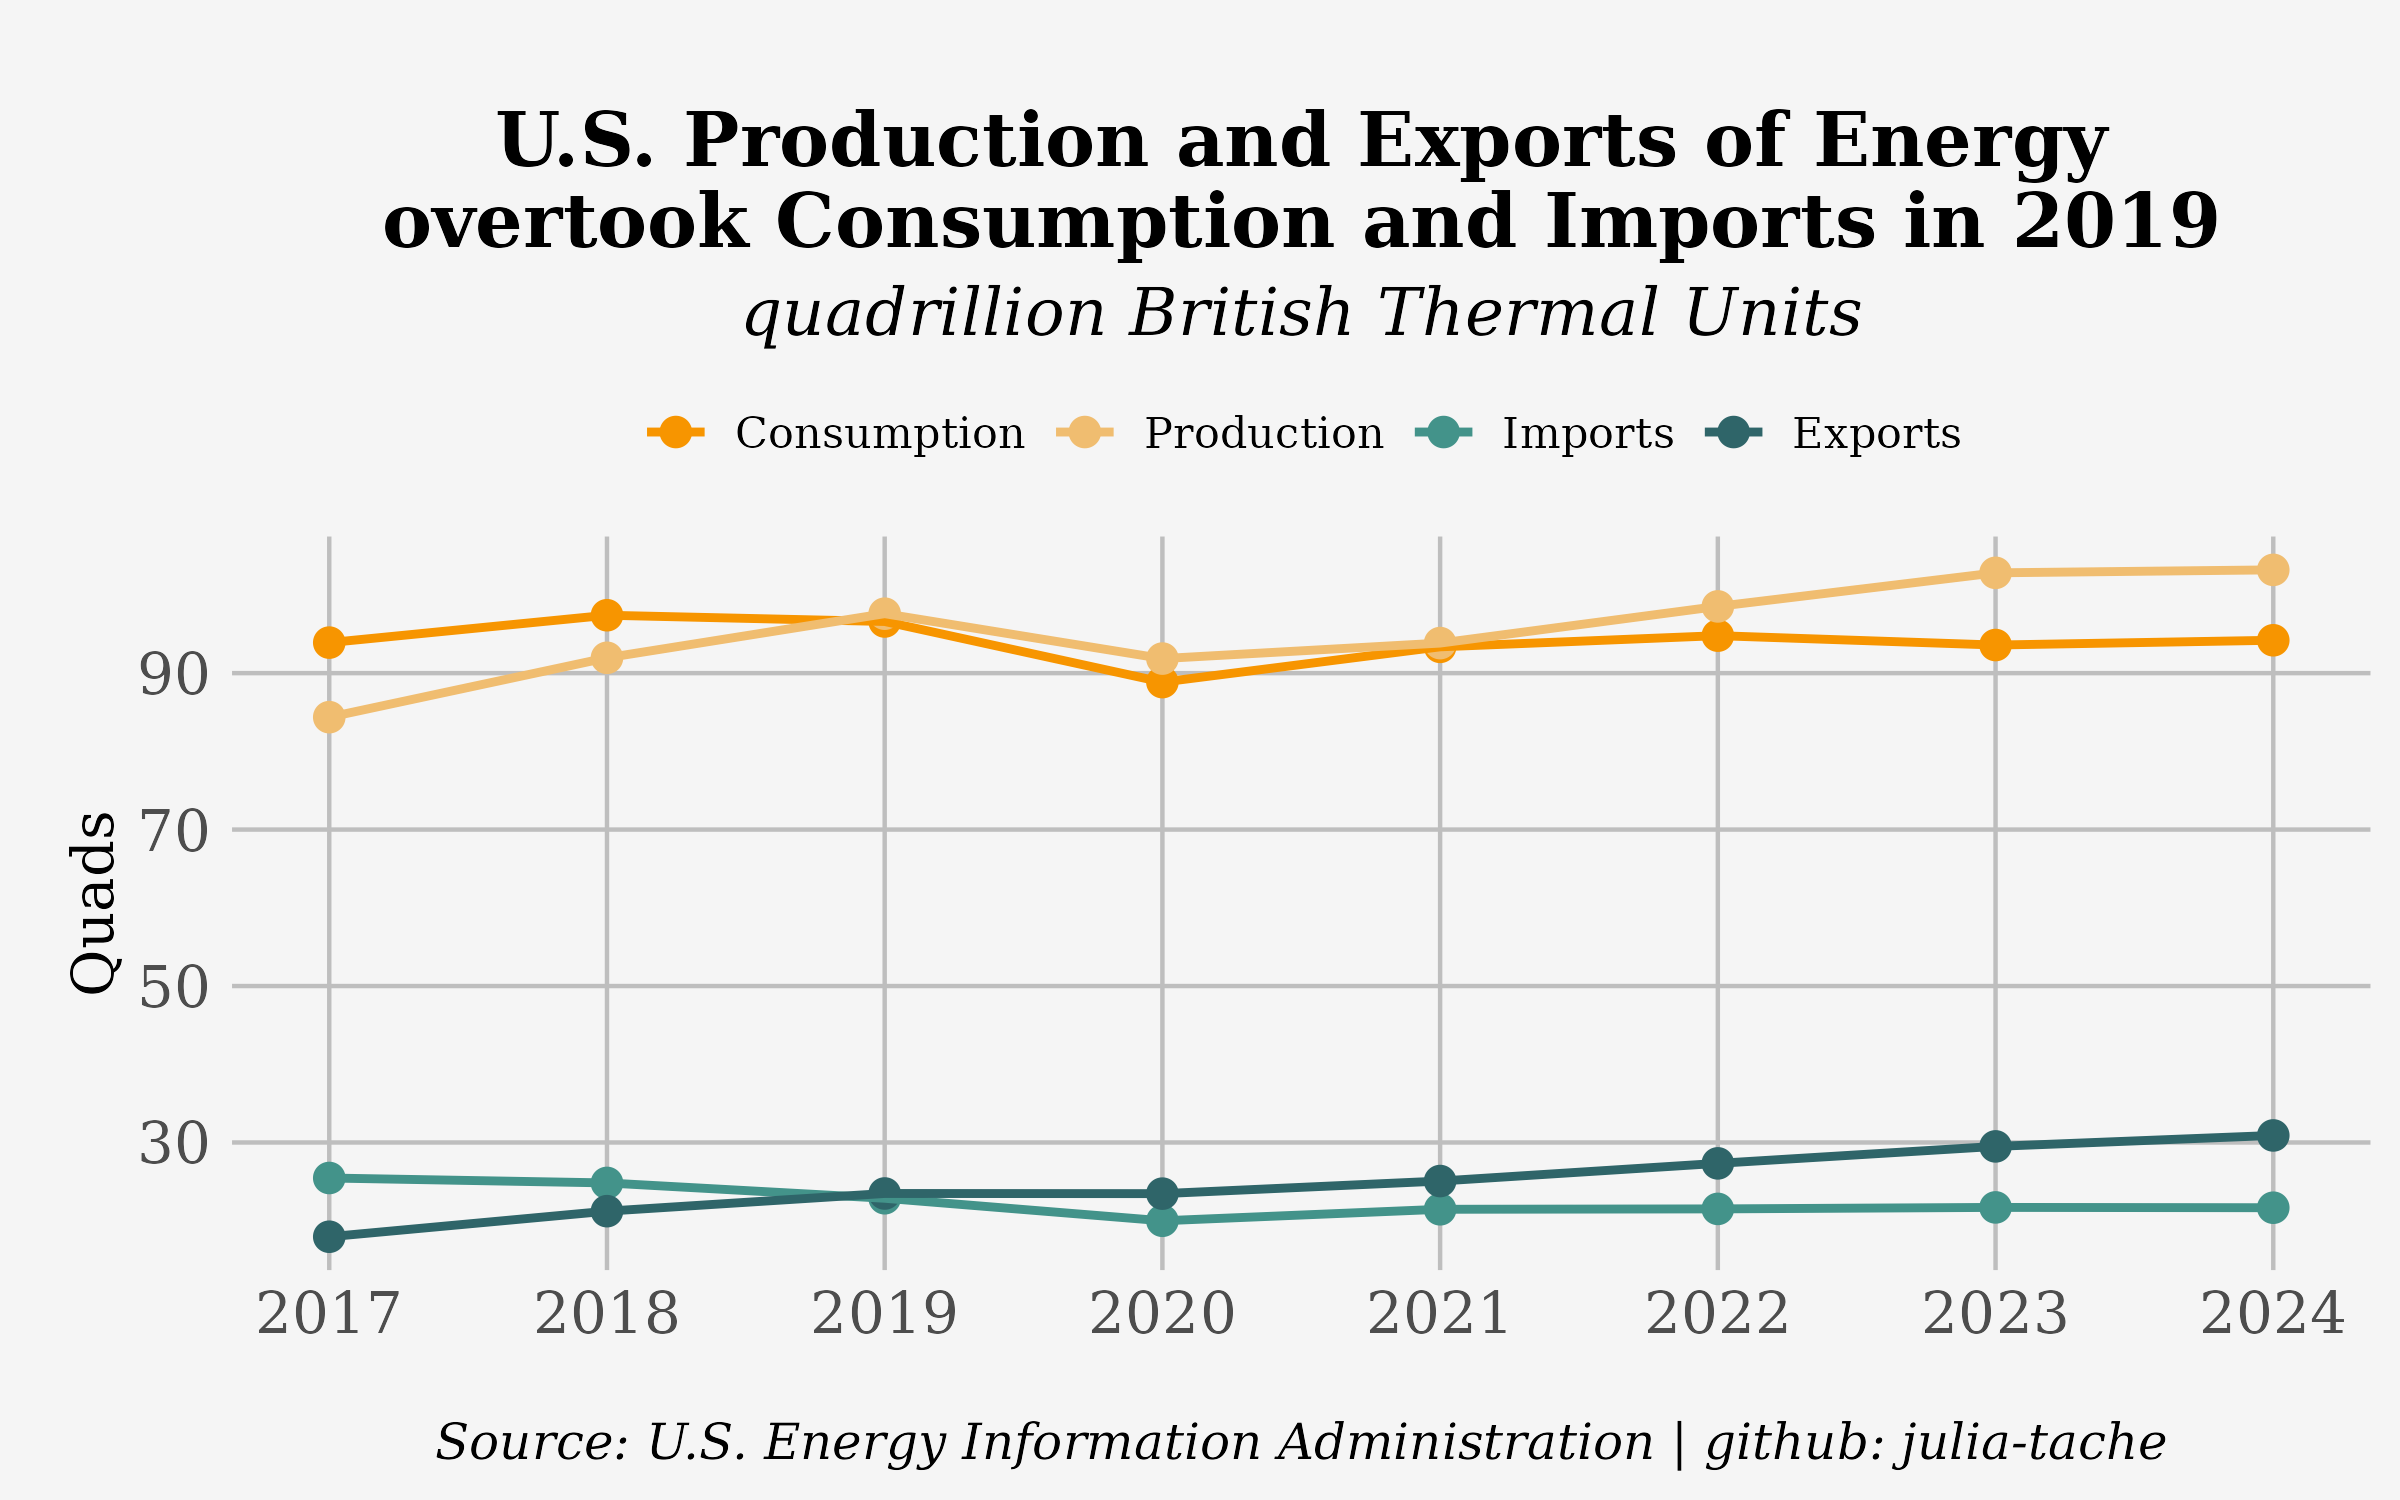 U.S. Production and Exports of Energy
overtook Consumption and Imports in 2019
quadrillion British Thermal Units
Consumption Production Imports Exports
Quads
90
70
50
30
2017 2018 2019 2020 2021 2022 2023 2024
Source: U.S. Energy Information Administration | github: julia-tache